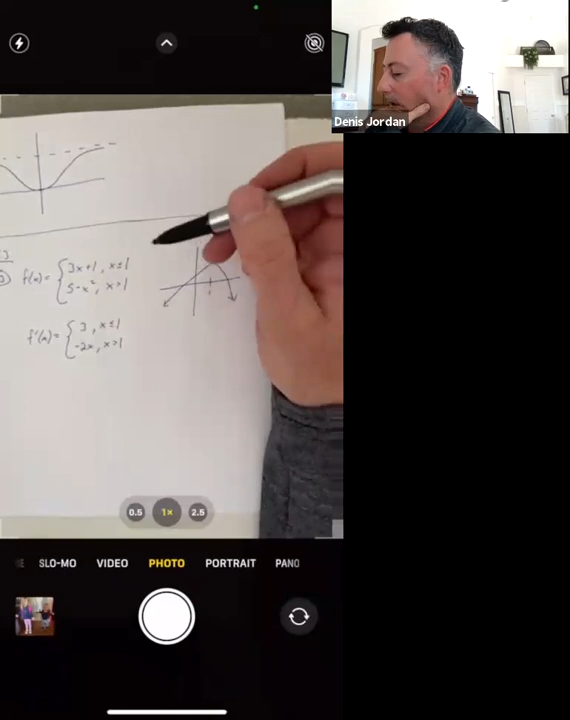 Denis Jordan
f(x) = { 3x+1, x≤1
5-x², x>1
f'(x) = { 3, x≤1
-2x, x>1
0.5 1× 2.5
SLO-MO VIDEO PHOTO PORTRAIT PANO